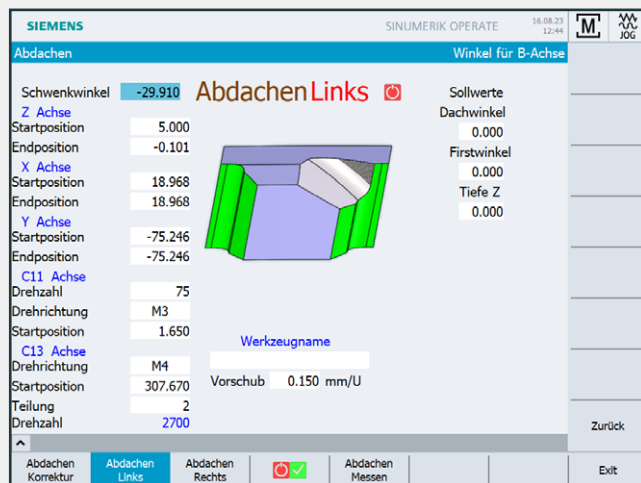 SIEMENS
SINUMERIK OPERATE
16.08.23
12:44
M
JOG
Abdachen
Winkel für B-Achse
Schwenkwinkel -29.910
Abdachen Links
Sollwerte
Z Achse
Dachwinkel
Startposition 5.000
0.000
Endposition -0.101
Firstwinkel
X Achse
0.000
Startposition 18.968
Tiefe Z
Endposition 18.968
0.000
Y Achse
Startposition -75.246
Endposition -75.246
C11 Achse
Drehzahl 75
Drehrichtung M3
Startposition 1.650
Werkzeugname
C13 Achse
Drehrichtung M4
Vorschub 0.150 mm/U
Startposition 307.670
Teilung 2
Drehzahl 2700
Zurück
Abdachen
Korrektur
Abdachen
Links
Abdachen
Rechts
Abdachen
Messen
Exit